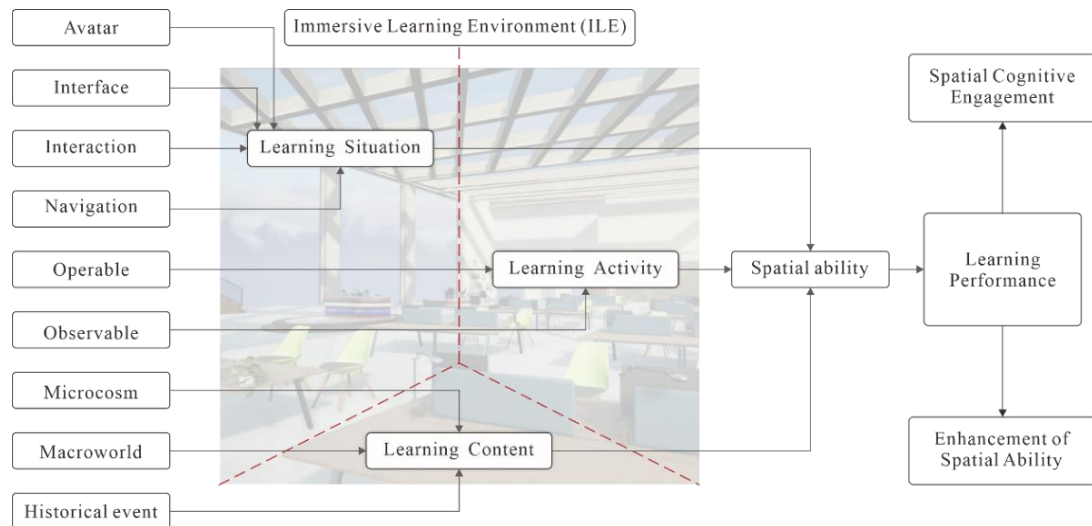 Avatar
Immersive Learning Environment (ILE)
Interface
Spatial Cognitive
Engagement
Interaction
Learning Situation
Navigation
Operable
Learning Activity
Spatial ability
Learning
Performance
Observable
Microcosm
Macroworld
Learning Content
Enhancement of
Spatial Ability
Historical event